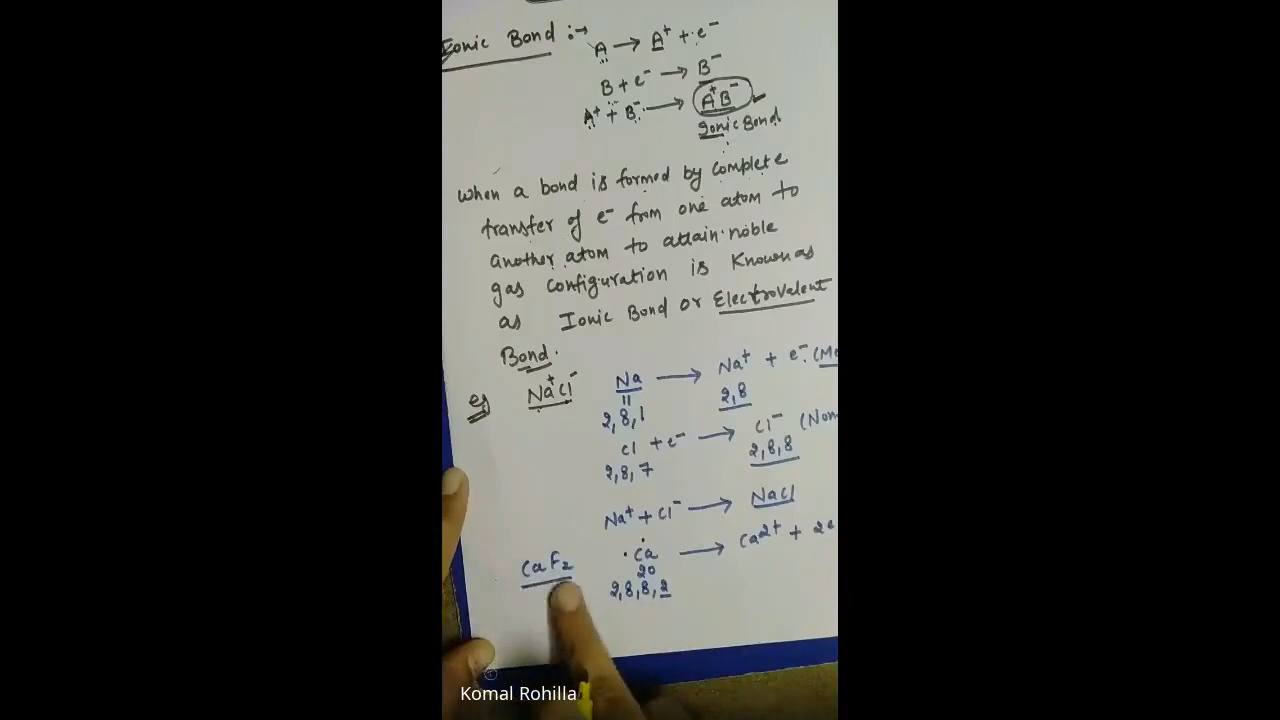 Ionic Bond :→ A → A⁺ + e⁻
B + e⁻ → B⁻
A⁺ + B⁻ → A⁺B⁻
Ionic Bond
When a bond is formed by complete
transfer of e⁻ from one atom to
another atom to attain noble
gas configuration is known as
as Ionic Bond or Electrovalent
Bond.
eg Na⁺Cl⁻ Na → Na⁺ + e⁻
2,8,1 2,8
Cl + e⁻ → Cl⁻
2,8,7 2,8,8
Na⁺ + Cl⁻ → NaCl
CaF₂ Ca → Ca²⁺ + 2e
20
2,8,8,2
Komal Rohilla